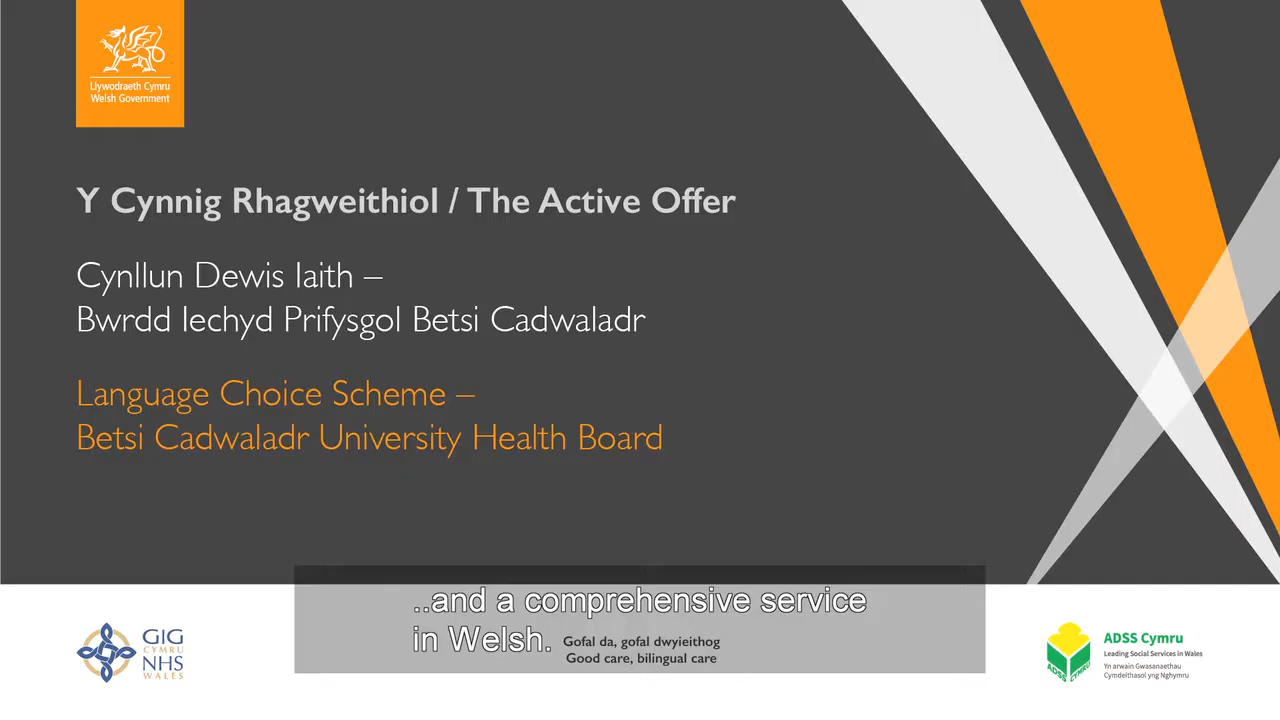 Llywodraeth Cymru
Welsh Government
Y Cynnig Rhagweithiol / The Active Offer
Cynllun Dewis Iaith –
Bwrdd Iechyd Prifysgol Betsi Cadwaladr
Language Choice Scheme –
Betsi Cadwaladr University Health Board
..and a comprehensive service
in Welsh.
Gofal da, gofal dwyieithog
Good care, bilingual care
GIG
CYMRU
NHS
WALES
ADSS CYMRU
ADSS Cymru
Leading Social Services in Wales
Yn arwain Gwasanaethau
Cymdeithasol yng Nghymru